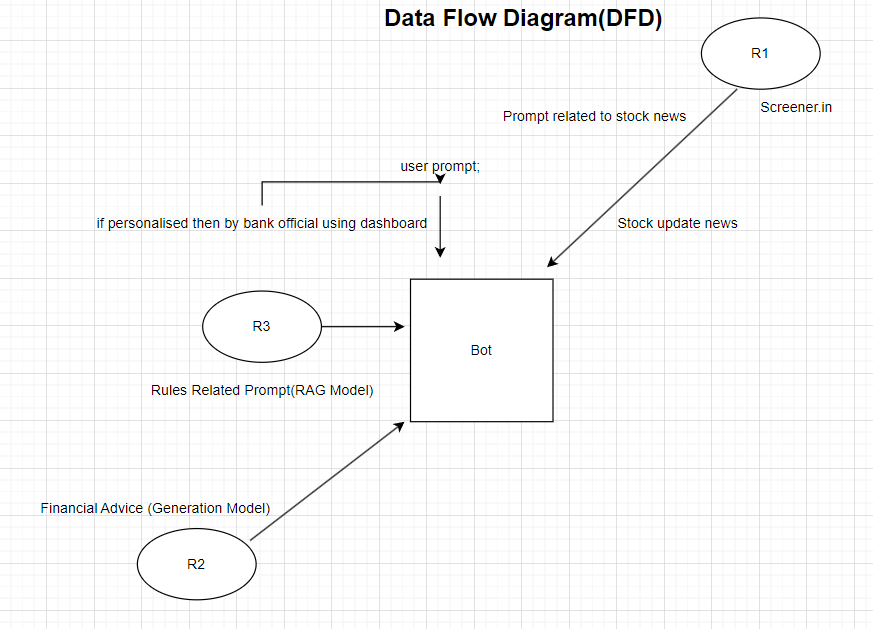 Data Flow Diagram(DFD)
R1
Screener.in
Prompt related to stock news
user prompt;
if personalised then by bank official using dashboard
Stock update news
R3
Bot
Rules Related Prompt(RAG Model)
Financial Advice (Generation Model)
R2